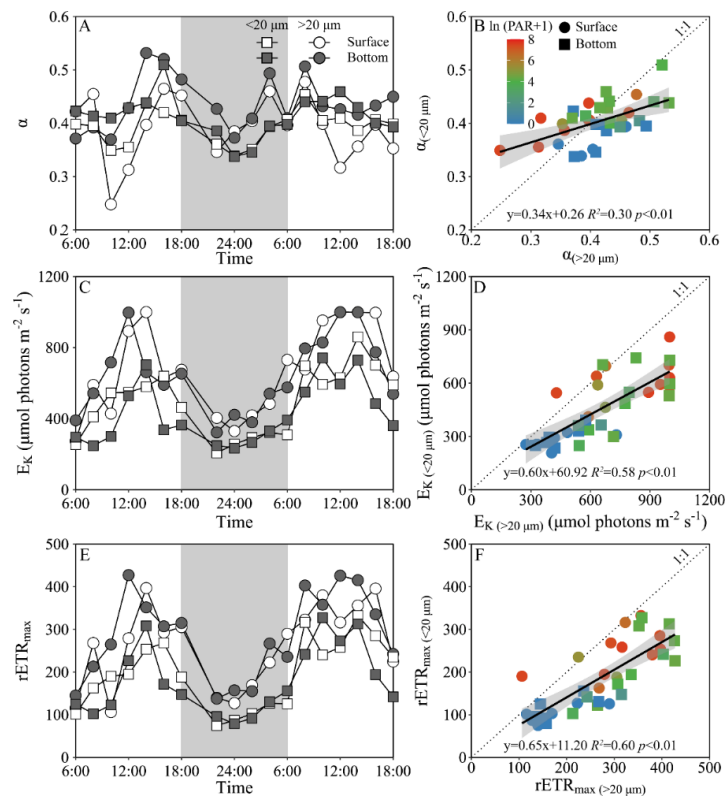 A
<20 μm >20 μm
Surface
Bottom
α
0.6
0.5
0.4
0.3
0.2
6:00 12:00 18:00 24:00 6:00 12:00 18:00
Time
B
ln (PAR+1)
8
6
4
2
0
Surface
Bottom
1:1
α(<20 μm)
0.6
0.5
0.4
0.3
0.2
y=0.34x+0.26 R²=0.30 p<0.01
0.2 0.3 0.4 0.5 0.6
α(>20 μm)
C
EK (μmol photons m-2 s-1)
1200
900
600
300
0
6:00 12:00 18:00 24:00 6:00 12:00 18:00
Time
D
1:1
EK (<20 μm) (μmol photons m-2 s-1)
1200
900
600
300
0
y=0.60x+60.92 R²=0.58 p<0.01
0 300 600 900 1200
EK (>20 μm) (μmol photons m-2 s-1)
E
rETRmax
500
400
300
200
100
0
6:00 12:00 18:00 24:00 6:00 12:00 18:00
Time
F
1:1
rETRmax (<20 μm)
500
400
300
200
100
0
y=0.65x+11.20 R²=0.60 p<0.01
0 100 200 300 400 500
rETRmax (>20 μm)